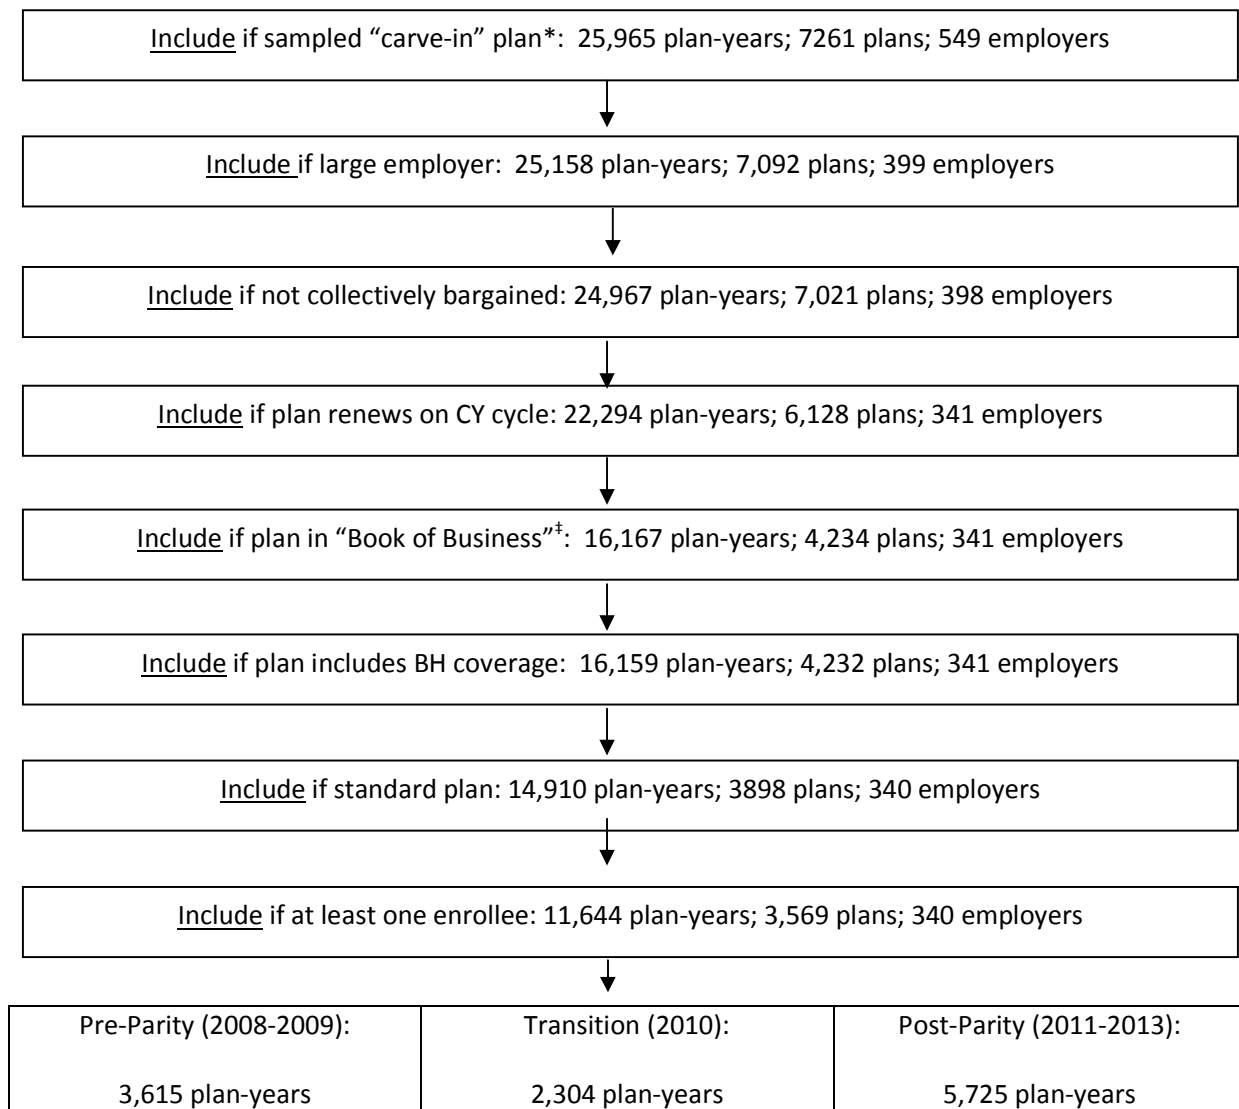 Include if sampled “carve-in” plan*:  25,965 plan-years; 7261 plans; 549 employers
Include if large employer:  25,158 plan-years; 7,092 plans; 399 employers
Include if not collectively bargained: 24,967 plan-years; 7,021 plans; 398 employers
Include if plan renews on CY cycle: 22,294 plan-years; 6,128 plans; 341 employers
Include if plan in “Book of Business”‡:  16,167 plan-years; 4,234 plans; 341 employers
Include if plan includes BH coverage:  16,159 plan-years; 4,232 plans; 341 employers
Include if standard plan: 14,910 plan-years; 3898 plans; 340 employers
Include if at least one enrollee: 11,644 plan-years; 3,569 plans; 340 employers
Pre-Parity (2008-2009):
3,615 plan-years
Transition (2010):
2,304 plan-years
Post-Parity (2011-2013):
5,725 plan-years